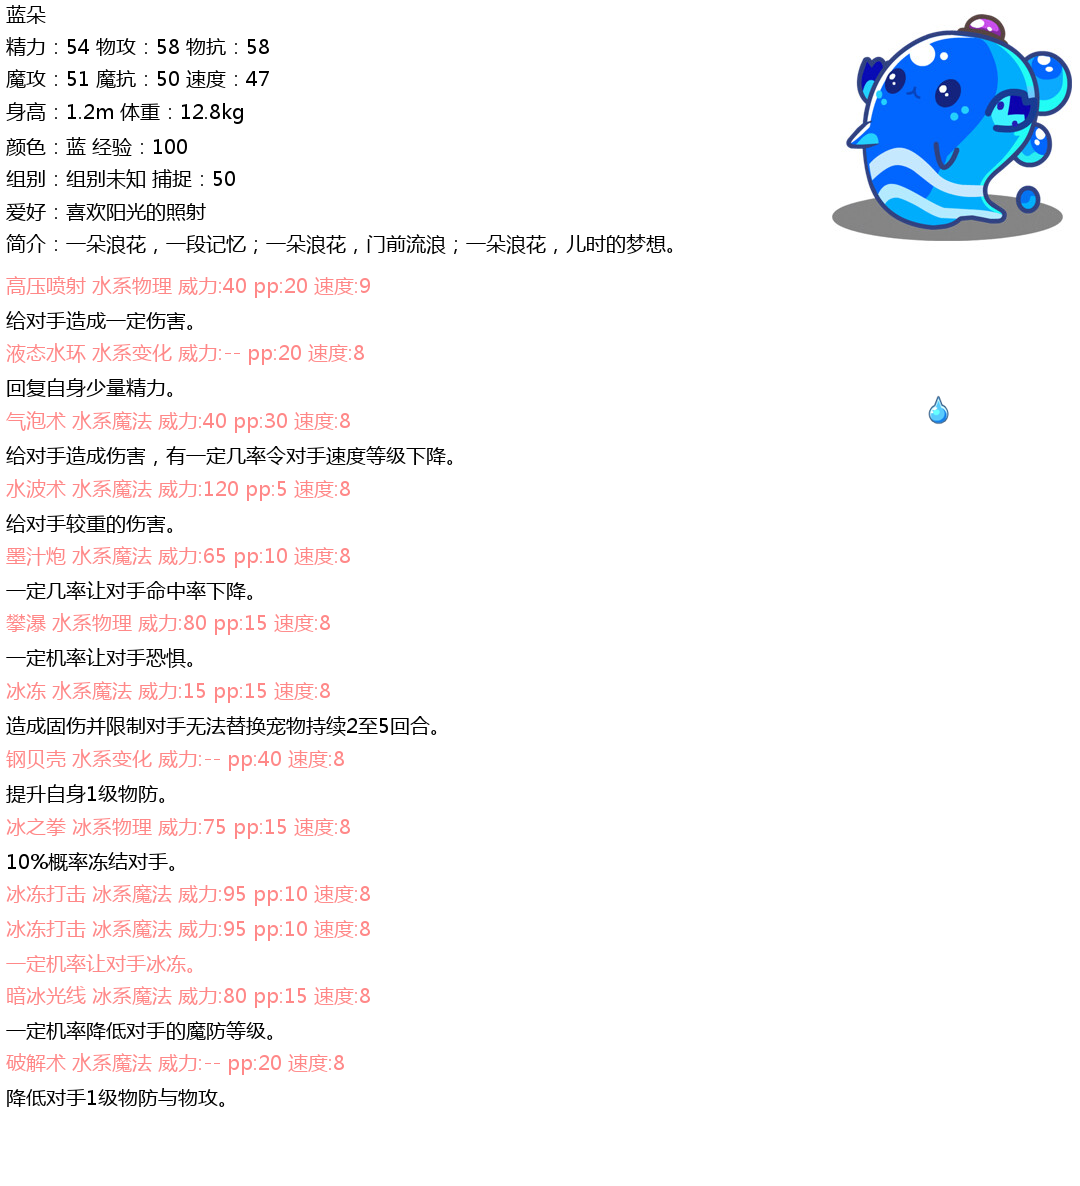 蓝朵
精力：54 物攻：58 物抗：58
魔攻：51 魔抗：50 速度：47
身高：1.2m 体重：12.8kg
颜色：蓝 经验：100
组别：组别未知 捕捉：50
爱好：喜欢阳光的照射
简介：一朵浪花，一段记忆；一朵浪花，门前流浪；一朵浪花，儿时的梦想。
高压喷射 水系物理 威力:40 pp:20 速度:9
给对手造成一定伤害。
液态水环 水系变化 威力:-- pp:20 速度:8
回复自身少量精力。
气泡术 水系魔法 威力:40 pp:30 速度:8
给对手造成伤害，有一定几率令对手速度等级下降。
水波术 水系魔法 威力:120 pp:5 速度:8
给对手较重的伤害。
墨汁炮 水系魔法 威力:65 pp:10 速度:8
一定几率让对手命中率下降。
攀瀑 水系物理 威力:80 pp:15 速度:8
一定机率让对手恐惧。
冰冻 水系魔法 威力:15 pp:15 速度:8
造成固伤并限制对手无法替换宠物持续2至5回合。
钢贝壳 水系变化 威力:-- pp:40 速度:8
提升自身1级物防。
冰之拳 冰系物理 威力:75 pp:15 速度:8
10%概率冻结对手。
冰冻打击 冰系魔法 威力:95 pp:10 速度:8
冰冻打击 冰系魔法 威力:95 pp:10 速度:8
一定机率让对手冰冻。
暗冰光线 冰系魔法 威力:80 pp:15 速度:8
一定机率降低对手的魔防等级。
破解术 水系魔法 威力:-- pp:20 速度:8
降低对手1级物防与物攻。